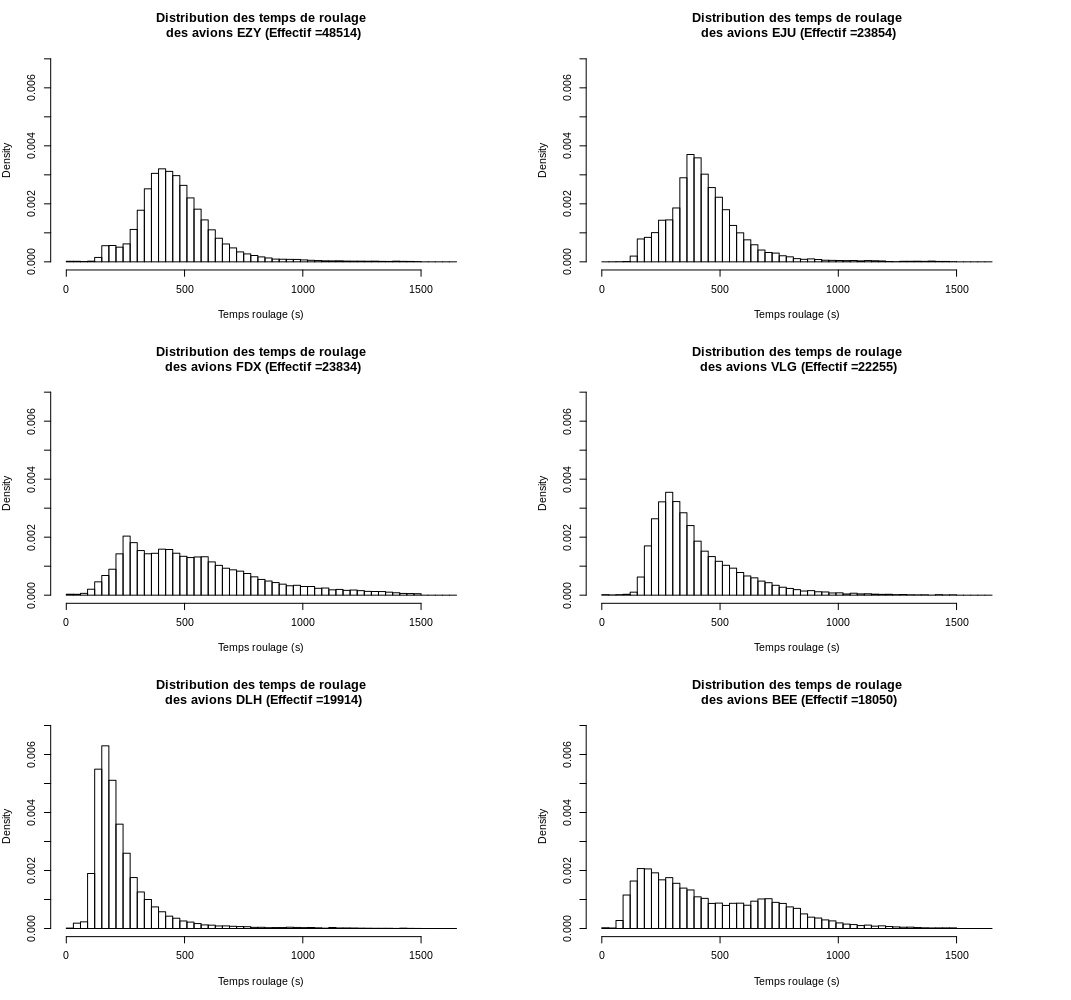 Distribution des temps de roulage
des avions EZY (Effectif =48514)
Density
0.000 0.002 0.004 0.006
0 500 1000 1500
Temps roulage (s)
Distribution des temps de roulage
des avions EJU (Effectif =23854)
Density
0.000 0.002 0.004 0.006
0 500 1000 1500
Temps roulage (s)
Distribution des temps de roulage
des avions FDX (Effectif =23834)
Density
0.000 0.002 0.004 0.006
0 500 1000 1500
Temps roulage (s)
Distribution des temps de roulage
des avions VLG (Effectif =22255)
Density
0.000 0.002 0.004 0.006
0 500 1000 1500
Temps roulage (s)
Distribution des temps de roulage
des avions DLH (Effectif =19914)
Density
0.000 0.002 0.004 0.006
0 500 1000 1500
Temps roulage (s)
Distribution des temps de roulage
des avions BEE (Effectif =18050)
Density
0.000 0.002 0.004 0.006
0 500 1000 1500
Temps roulage (s)